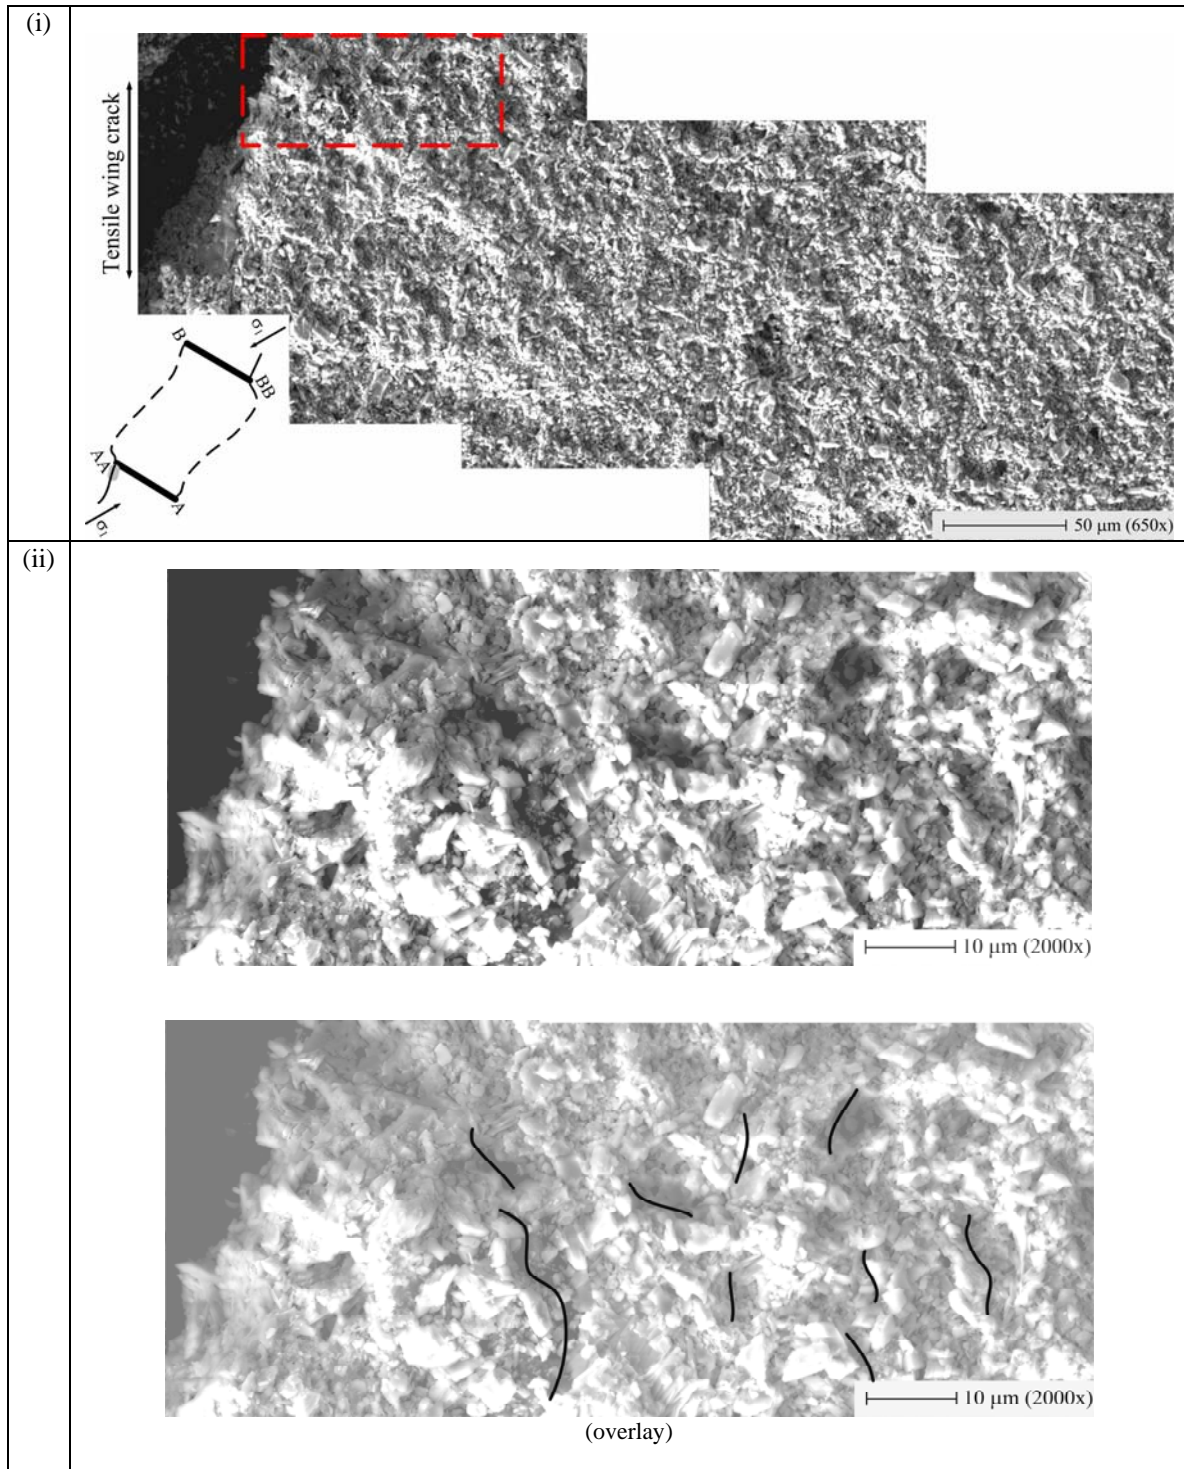 (i)
Tensile wing crack
B
σ1
BB
AA
A
σ1
50 μm (650x)
(ii)
10 μm (2000x)
10 μm (2000x)
(overlay)